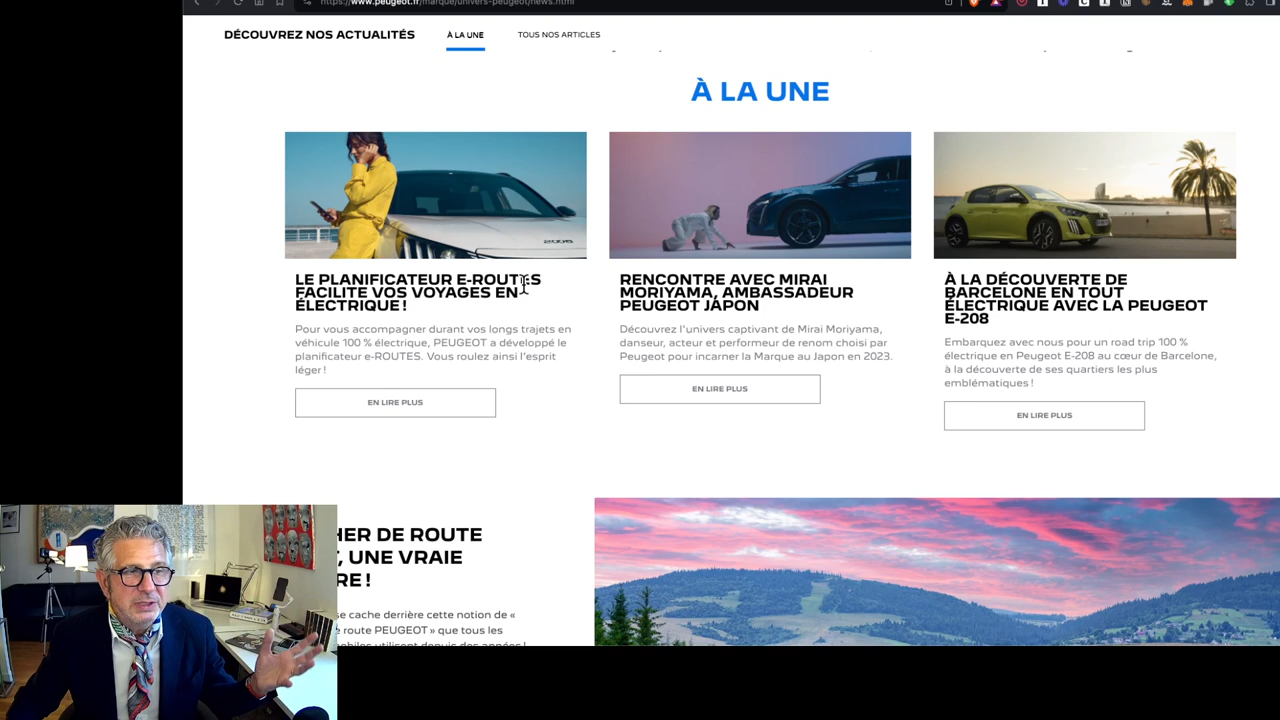 https://www.peugeot.fr/marque/univers-peugeot/news.html
DÉCOUVREZ NOS ACTUALITÉS
À LA UNE
TOUS NOS ARTICLES
À LA UNE
2008
LE PLANIFICATEUR E-ROUTES
FACILITE VOS VOYAGES EN
ÉLECTRIQUE !
Pour vous accompagner durant vos longs trajets en
véhicule 100 % électrique, PEUGEOT a développé le
planificateur e-ROUTES. Vous roulez ainsi l'esprit
léger !
EN LIRE PLUS
RENCONTRE AVEC MIRAI
MORIYAMA, AMBASSADEUR
PEUGEOT JAPON
Découvrez l'univers captivant de Mirai Moriyama,
danseur, acteur et performeur de renom choisi par
Peugeot pour incarner la Marque au Japon en 2023.
EN LIRE PLUS
À LA DÉCOUVERTE DE
BARCELONE EN TOUT
ÉLECTRIQUE AVEC LA PEUGEOT
E-208
Embarquez avec nous pour un road trip 100 %
électrique en Peugeot E-208 au cœur de Barcelone,
à la découverte de ses quartiers les plus
emblématiques !
EN LIRE PLUS
HER DE ROUTE
, UNE VRAIE
RE !
se cache derrière cette notion de «
route PEUGEOT » que tous les
utilisent depuis des années !